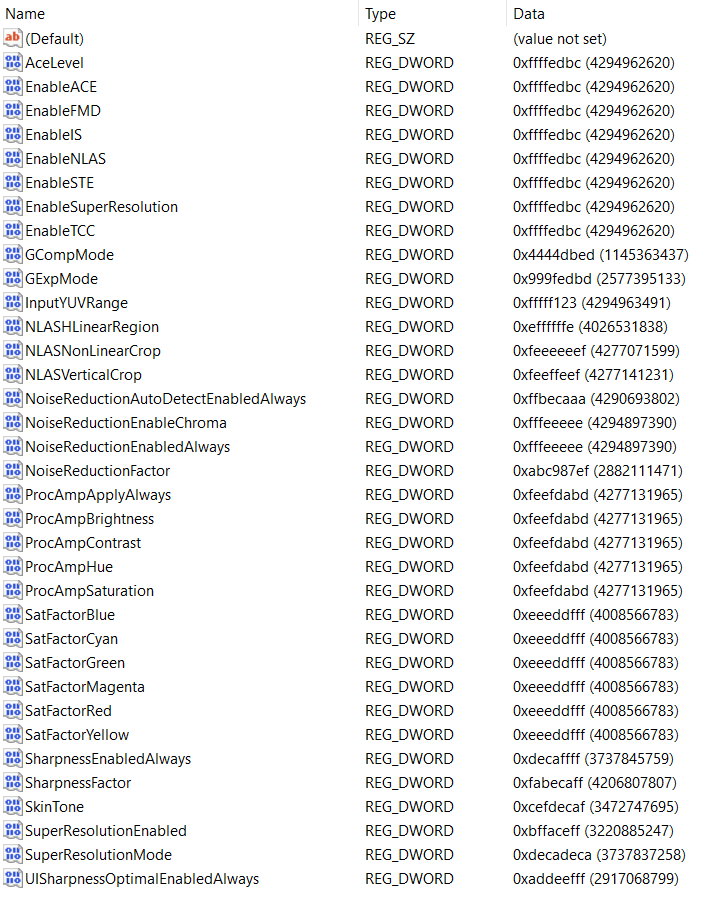 Name Type Data
(Default) REG_SZ (value not set)
AceLevel REG_DWORD 0xffffedbc (4294962620)
EnableACE REG_DWORD 0xffffedbc (4294962620)
EnableFMD REG_DWORD 0xffffedbc (4294962620)
EnableIS REG_DWORD 0xffffedbc (4294962620)
EnableNLAS REG_DWORD 0xffffedbc (4294962620)
EnableSTE REG_DWORD 0xffffedbc (4294962620)
EnableSuperResolution REG_DWORD 0xffffedbc (4294962620)
EnableTCC REG_DWORD 0xffffedbc (4294962620)
GCompMode REG_DWORD 0x4444dbed (1145363437)
GExpMode REG_DWORD 0x999fedbd (2577395133)
InputYUVRange REG_DWORD 0xfffff123 (4294963491)
NLASHLinearRegion REG_DWORD 0xeffffffe (4026531838)
NLASNonLinearCrop REG_DWORD 0xfeeeeeef (4277071599)
NLASVerticalCrop REG_DWORD 0xfeeffeef (4277141231)
NoiseReductionAutoDetectEnabledAlways REG_DWORD 0xffbecaaa (4290693802)
NoiseReductionEnableChroma REG_DWORD 0xfffeeeee (4294897390)
NoiseReductionEnabledAlways REG_DWORD 0xfffeeeee (4294897390)
NoiseReductionFactor REG_DWORD 0xabc987ef (2882111471)
ProcAmpApplyAlways REG_DWORD 0xfeefdabd (4277131965)
ProcAmpBrightness REG_DWORD 0xfeefdabd (4277131965)
ProcAmpContrast REG_DWORD 0xfeefdabd (4277131965)
ProcAmpHue REG_DWORD 0xfeefdabd (4277131965)
ProcAmpSaturation REG_DWORD 0xfeefdabd (4277131965)
SatFactorBlue REG_DWORD 0xeeeddfff (4008566783)
SatFactorCyan REG_DWORD 0xeeeddfff (4008566783)
SatFactorGreen REG_DWORD 0xeeeddfff (4008566783)
SatFactorMagenta REG_DWORD 0xeeeddfff (4008566783)
SatFactorRed REG_DWORD 0xeeeddfff (4008566783)
SatFactorYellow REG_DWORD 0xeeeddfff (4008566783)
SharpnessEnabledAlways REG_DWORD 0xdecaffff (3737845759)
SharpnessFactor REG_DWORD 0xfabecaff (4206807807)
SkinTone REG_DWORD 0xcefdecaf (3472747695)
SuperResolutionEnabled REG_DWORD 0xbffaceff (3220885247)
SuperResolutionMode REG_DWORD 0xdecadeca (3737837258)
UISharpnessOptimalEnabledAlways REG_DWORD 0xaddeefff (2917068799)